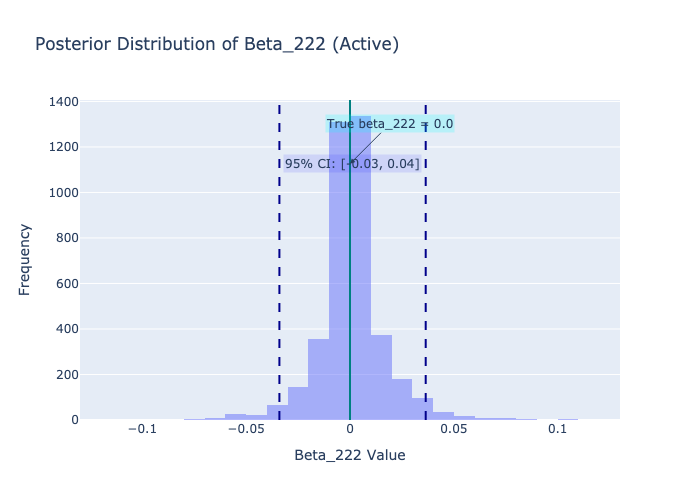 Posterior Distribution of Beta_222 (Active)
1400
1200
1000
800
600
400
200
0
Frequency
True beta_222 = 0.0
95% CI: [-0.03, 0.04]
−0.1
−0.05
0
0.05
0.1
Beta_222 Value